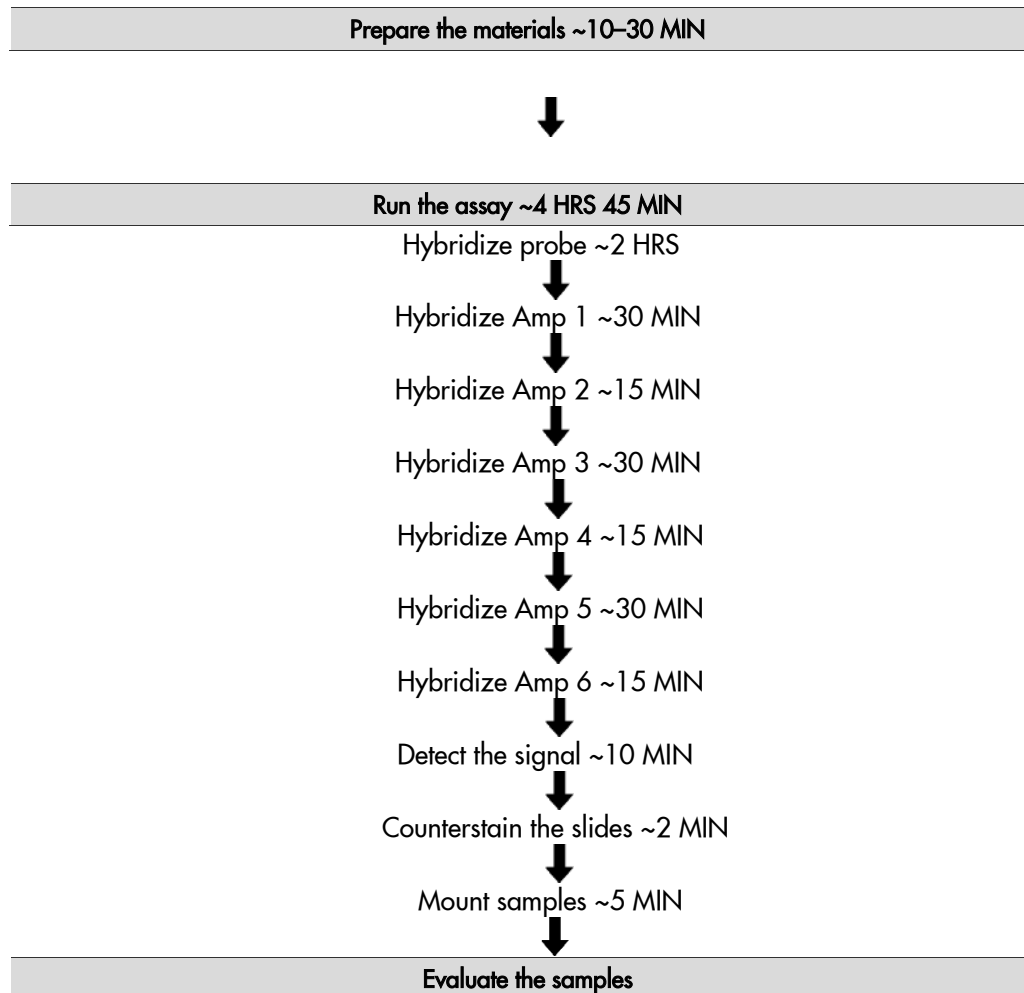 Prepare the materials ~10–30 MIN
Run the assay ~4 HRS 45 MIN
Hybridize probe ~2 HRS
Hybridize Amp 1 ~30 MIN
Hybridize Amp 2 ~15 MIN
Hybridize Amp 3 ~30 MIN
Hybridize Amp 4 ~15 MIN
Hybridize Amp 5 ~30 MIN
Hybridize Amp 6 ~15 MIN
Detect the signal ~10 MIN
Counterstain the slides ~2 MIN
Mount samples ~5 MIN
Evaluate the samples